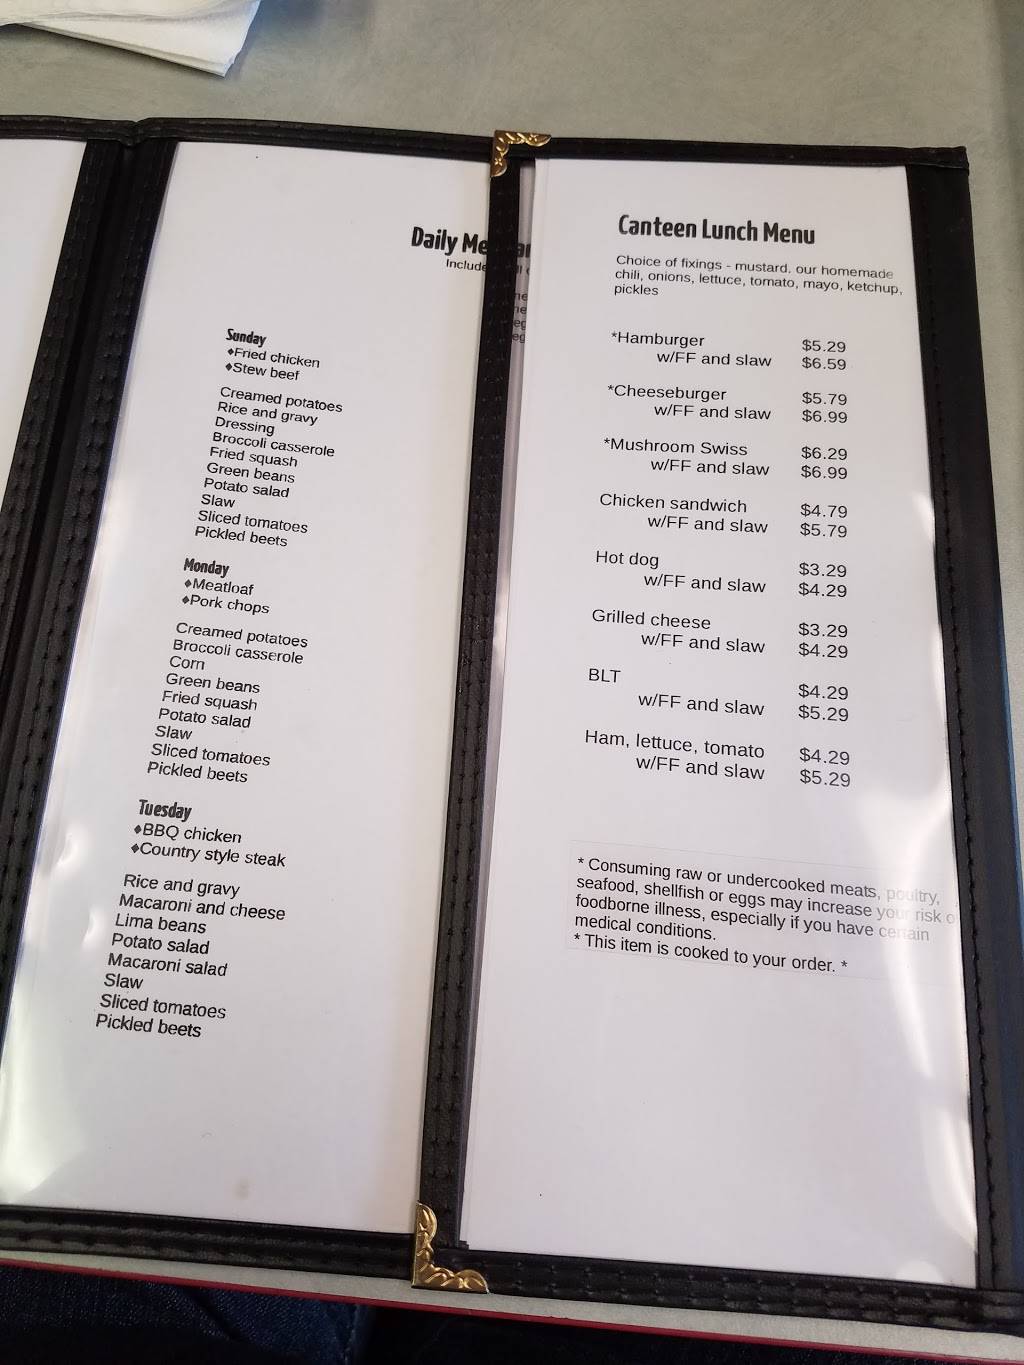 Daily Me
Include
Sunday
♦Fried chicken
♦Stew beef
Creamed potatoes
Rice and gravy
Dressing
Broccoli casserole
Fried squash
Green beans
Potato salad
Slaw
Sliced tomatoes
Pickled beets
Monday
♦Meatloaf
♦Pork chops
Creamed potatoes
Broccoli casserole
Corn
Green beans
Fried squash
Potato salad
Slaw
Sliced tomatoes
Pickled beets
Tuesday
♦BBQ chicken
♦Country style steak
Rice and gravy
Macaroni and cheese
Lima beans
Potato salad
Macaroni salad
Slaw
Sliced tomatoes
Pickled beets
Canteen Lunch Menu
Choice of fixings - mustard, our homemade
chili, onions, lettuce, tomato, mayo, ketchup,
pickles
*Hamburger $5.29
w/FF and slaw $6.59
*Cheeseburger $5.79
w/FF and slaw $6.99
*Mushroom Swiss $6.29
w/FF and slaw $6.99
Chicken sandwich $4.79
w/FF and slaw $5.79
Hot dog $3.29
w/FF and slaw $4.29
Grilled cheese $3.29
w/FF and slaw $4.29
BLT $4.29
w/FF and slaw $5.29
Ham, lettuce, tomato $4.29
w/FF and slaw $5.29
* Consuming raw or undercooked meats, poultry,
seafood, shellfish or eggs may increase your risk o
foodborne illness, especially if you have certain
medical conditions.
* This item is cooked to your order. *